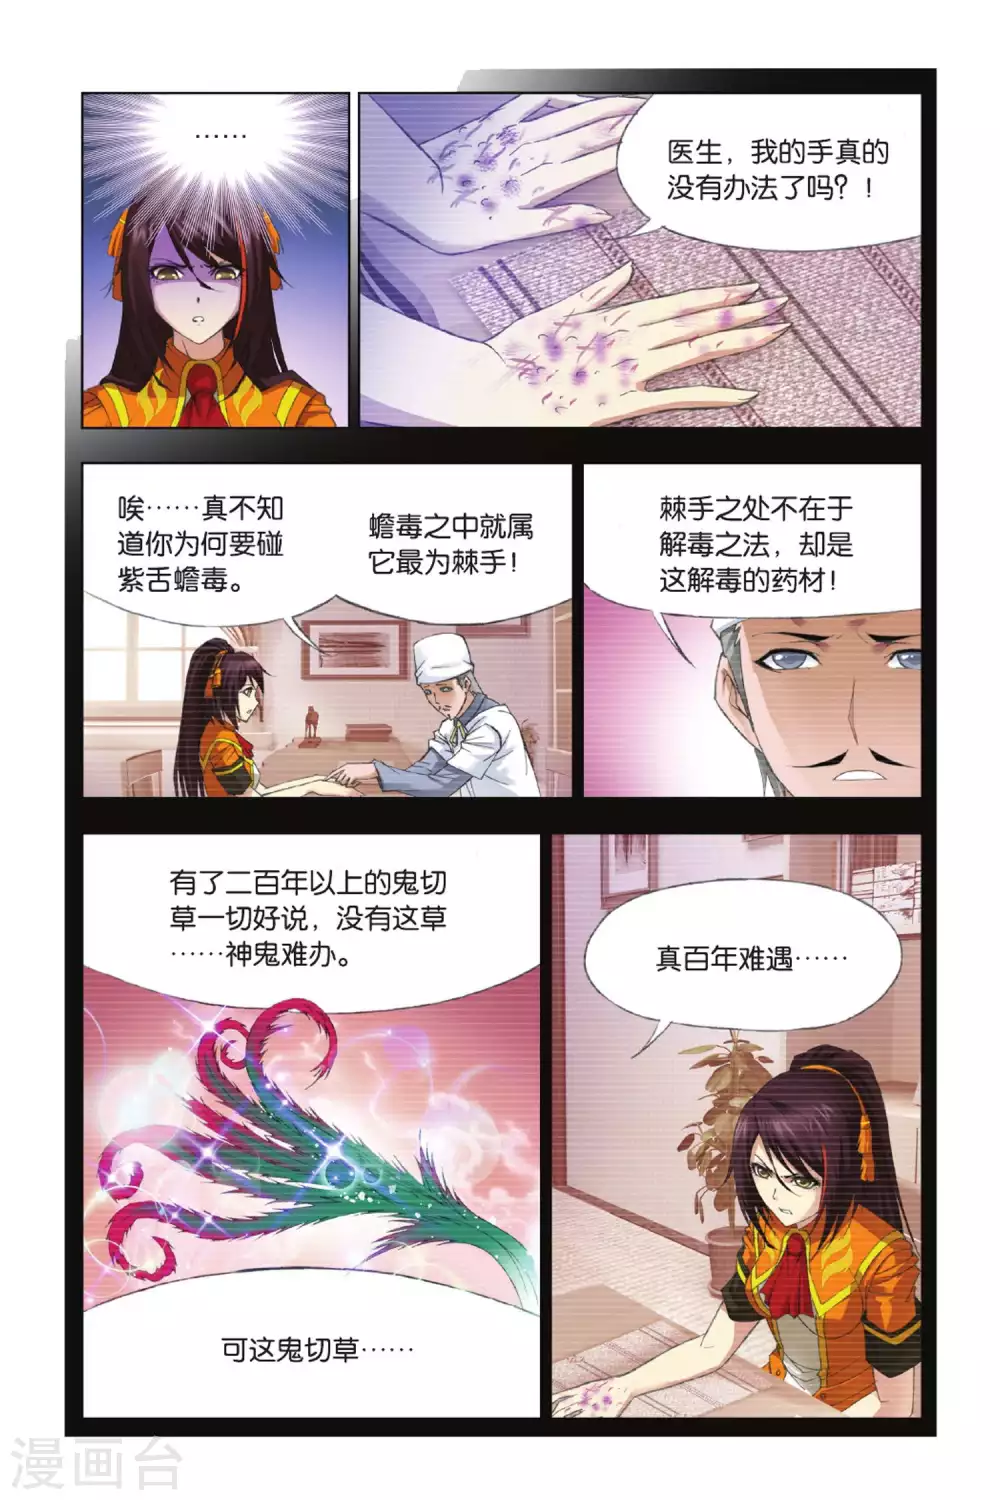 ……
医生，我的手真的
没有办法了吗？！
唉……真不知
道你为何要碰
紫舌蟾毒。
蟾毒之中就属
它最为棘手！
棘手之处不在于
解毒之法，却是
这解毒的药材！
有了二百年以上的鬼切
草一切好说，没有这草
……神鬼难办。
真百年难遇……
可这鬼切草……
漫画台